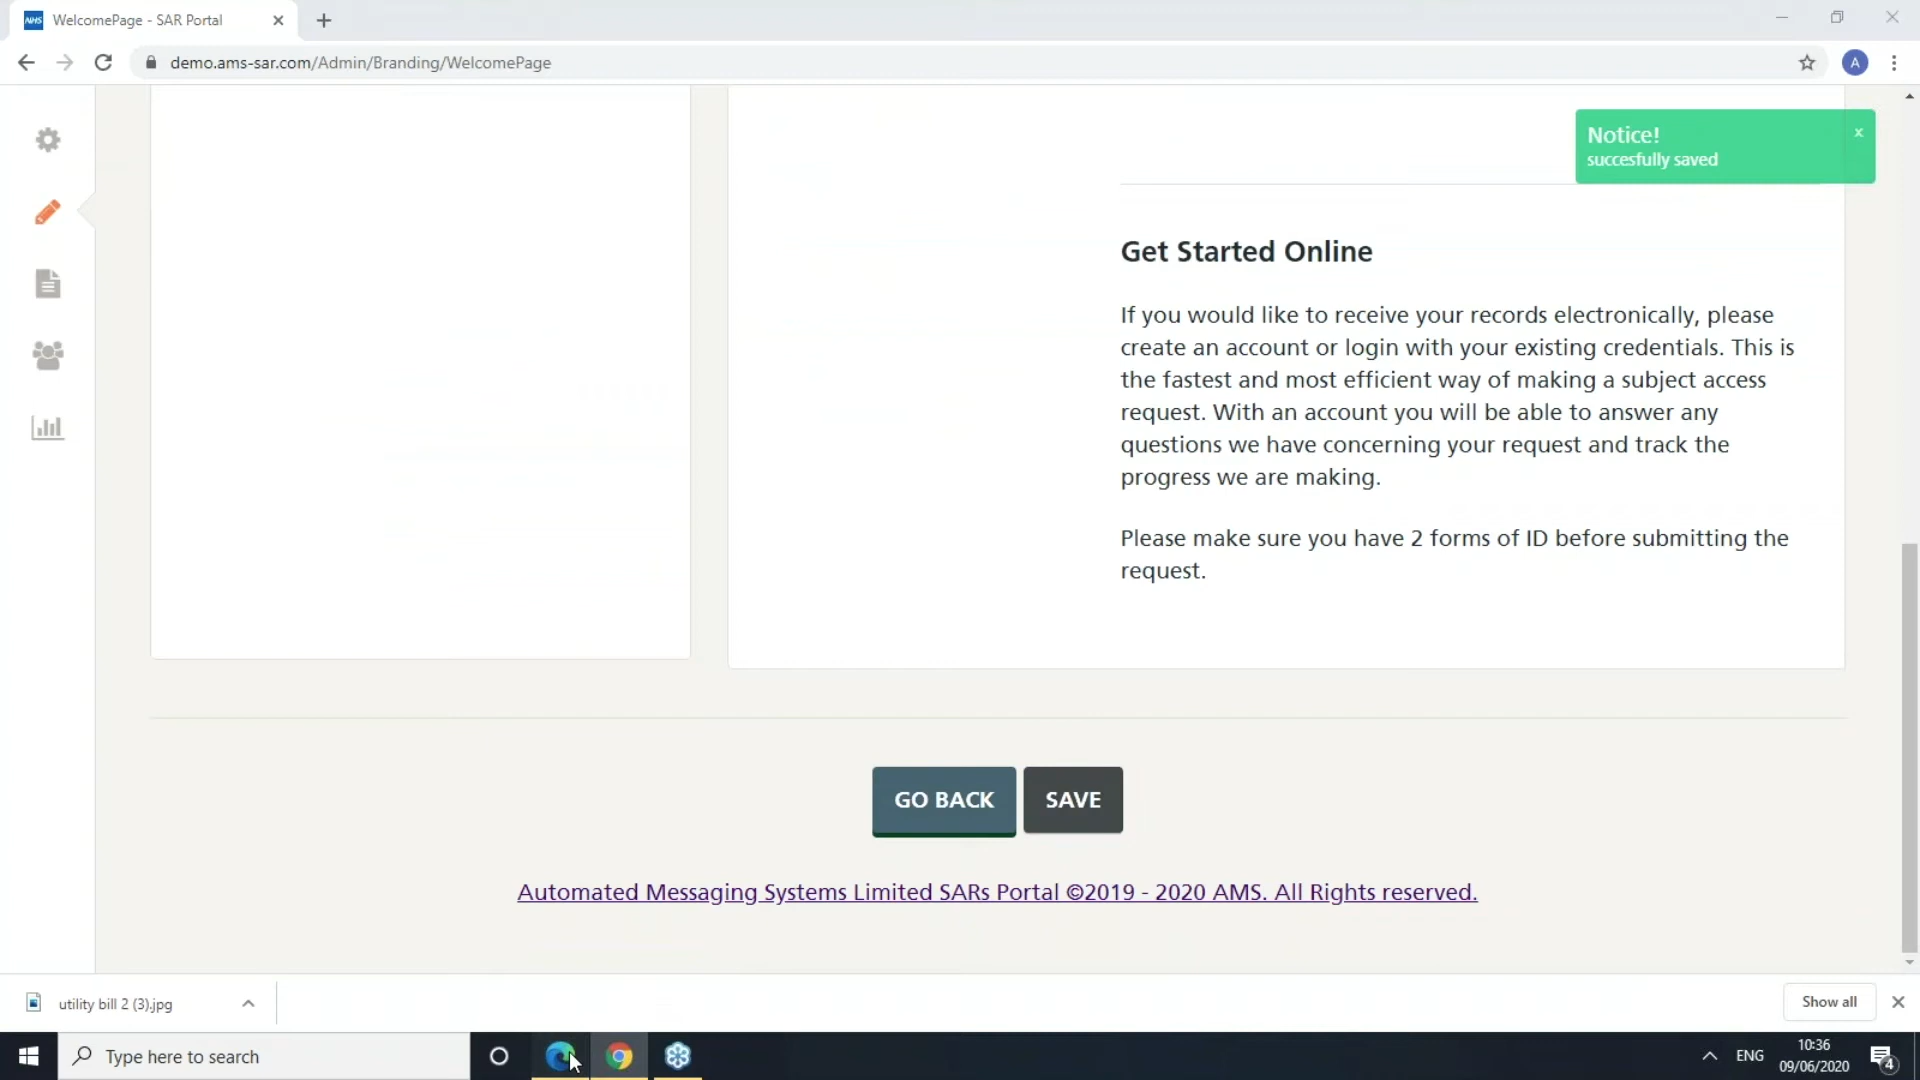 NHS WelcomePage - SAR Portal
demo.ams-sar.com/Admin/Branding/WelcomePage
A
Notice!
succesfully saved
x
Get Started Online
If you would like to receive your records electronically, please
create an account or login with your existing credentials. This is
the fastest and most efficient way of making a subject access
request. With an account you will be able to answer any
questions we have concerning your request and track the
progress we are making.
Please make sure you have 2 forms of ID before submitting the
request.
GO BACK
SAVE
Automated Messaging Systems Limited SARs Portal ©2019 - 2020 AMS. All Rights reserved.
utility bill 2 (3).jpg
Show all
Type here to search
ENG
10:36
09/06/2020
4